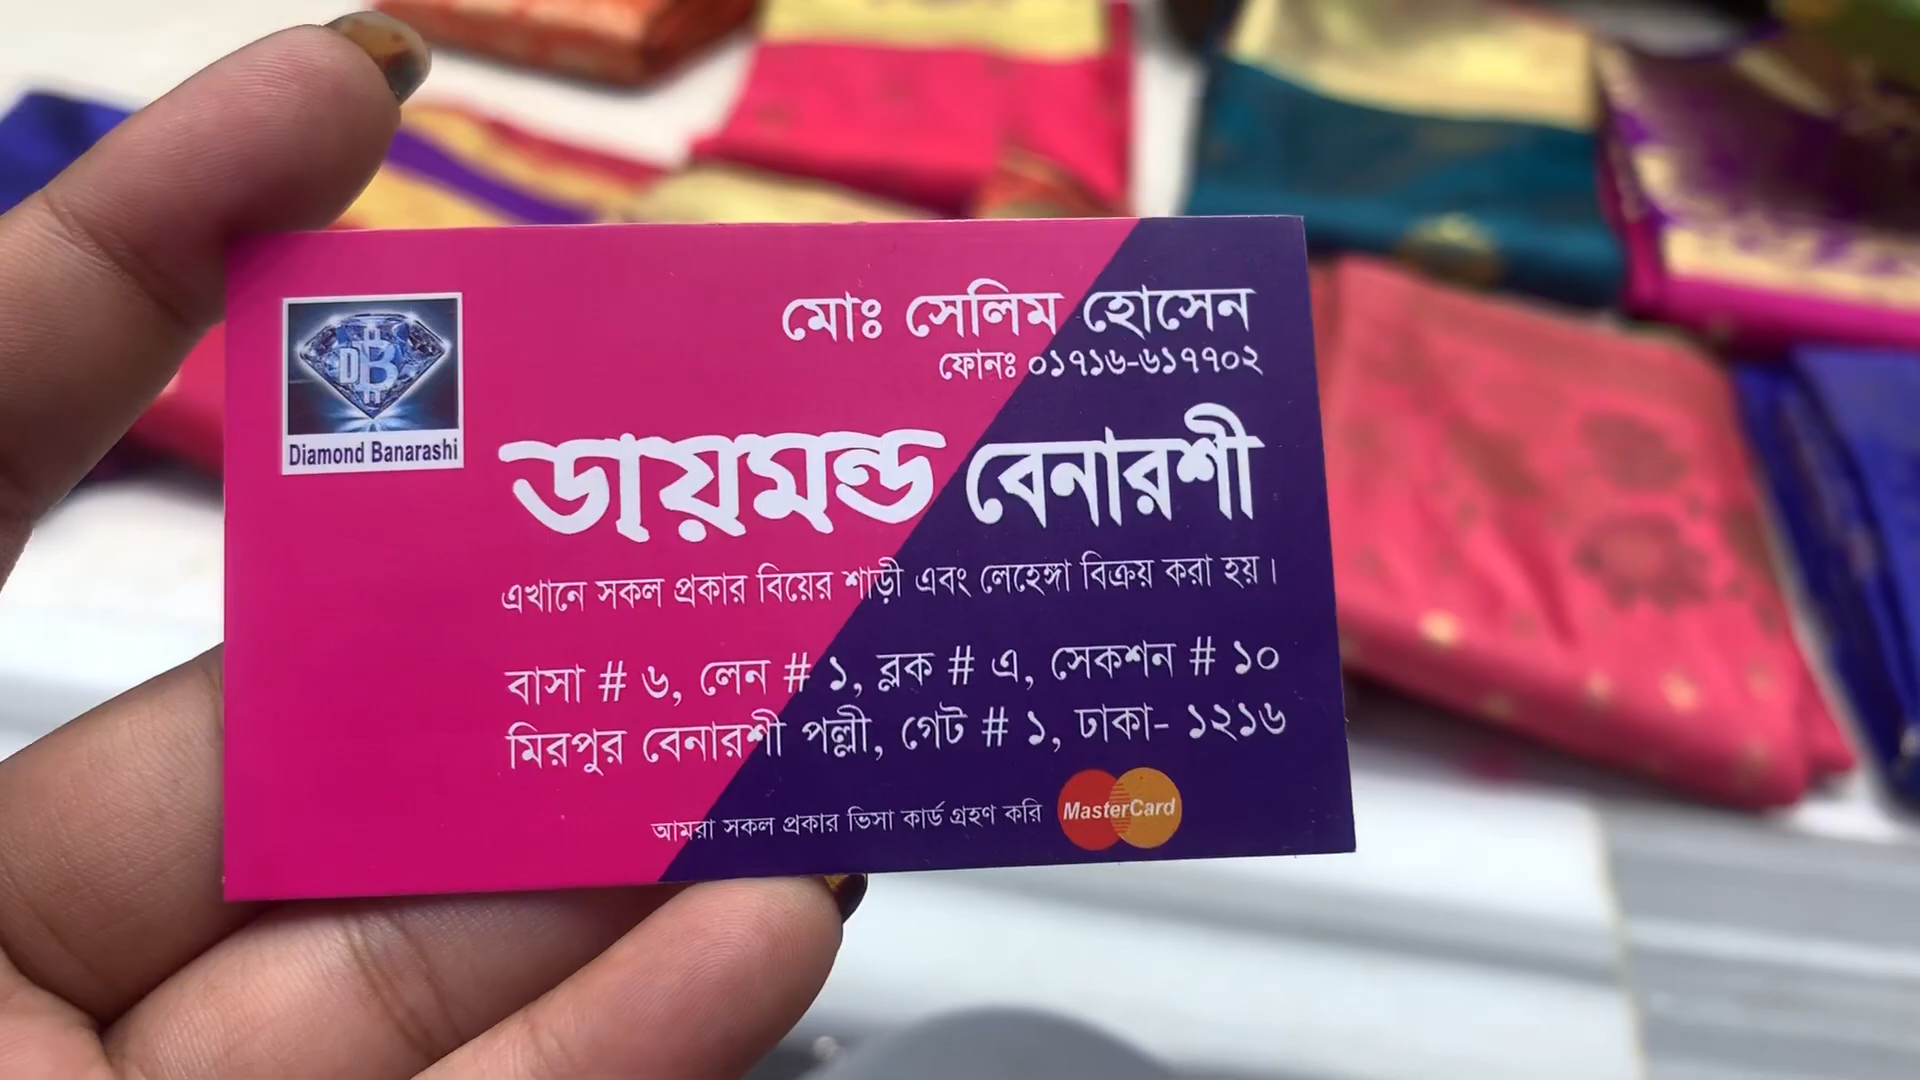 মোঃ সেলিম হোসেন
ফোনঃ ০১৭১৬-৬১৭৭০২
DB
Diamond Banarashi
ডায়মন্ড বেনারশী
এখানে সকল প্রকার বিয়ের শাড়ী এবং লেহেঙ্গা বিক্রয় করা হয়।
বাসা # ৬, লেন # ১, ব্লক # এ, সেকশন # ১০
মিরপুর বেনারশী পল্লী, গেট # ১, ঢাকা- ১২১৬
আমরা সকল প্রকার ভিসা কার্ড গ্রহণ করি MasterCard